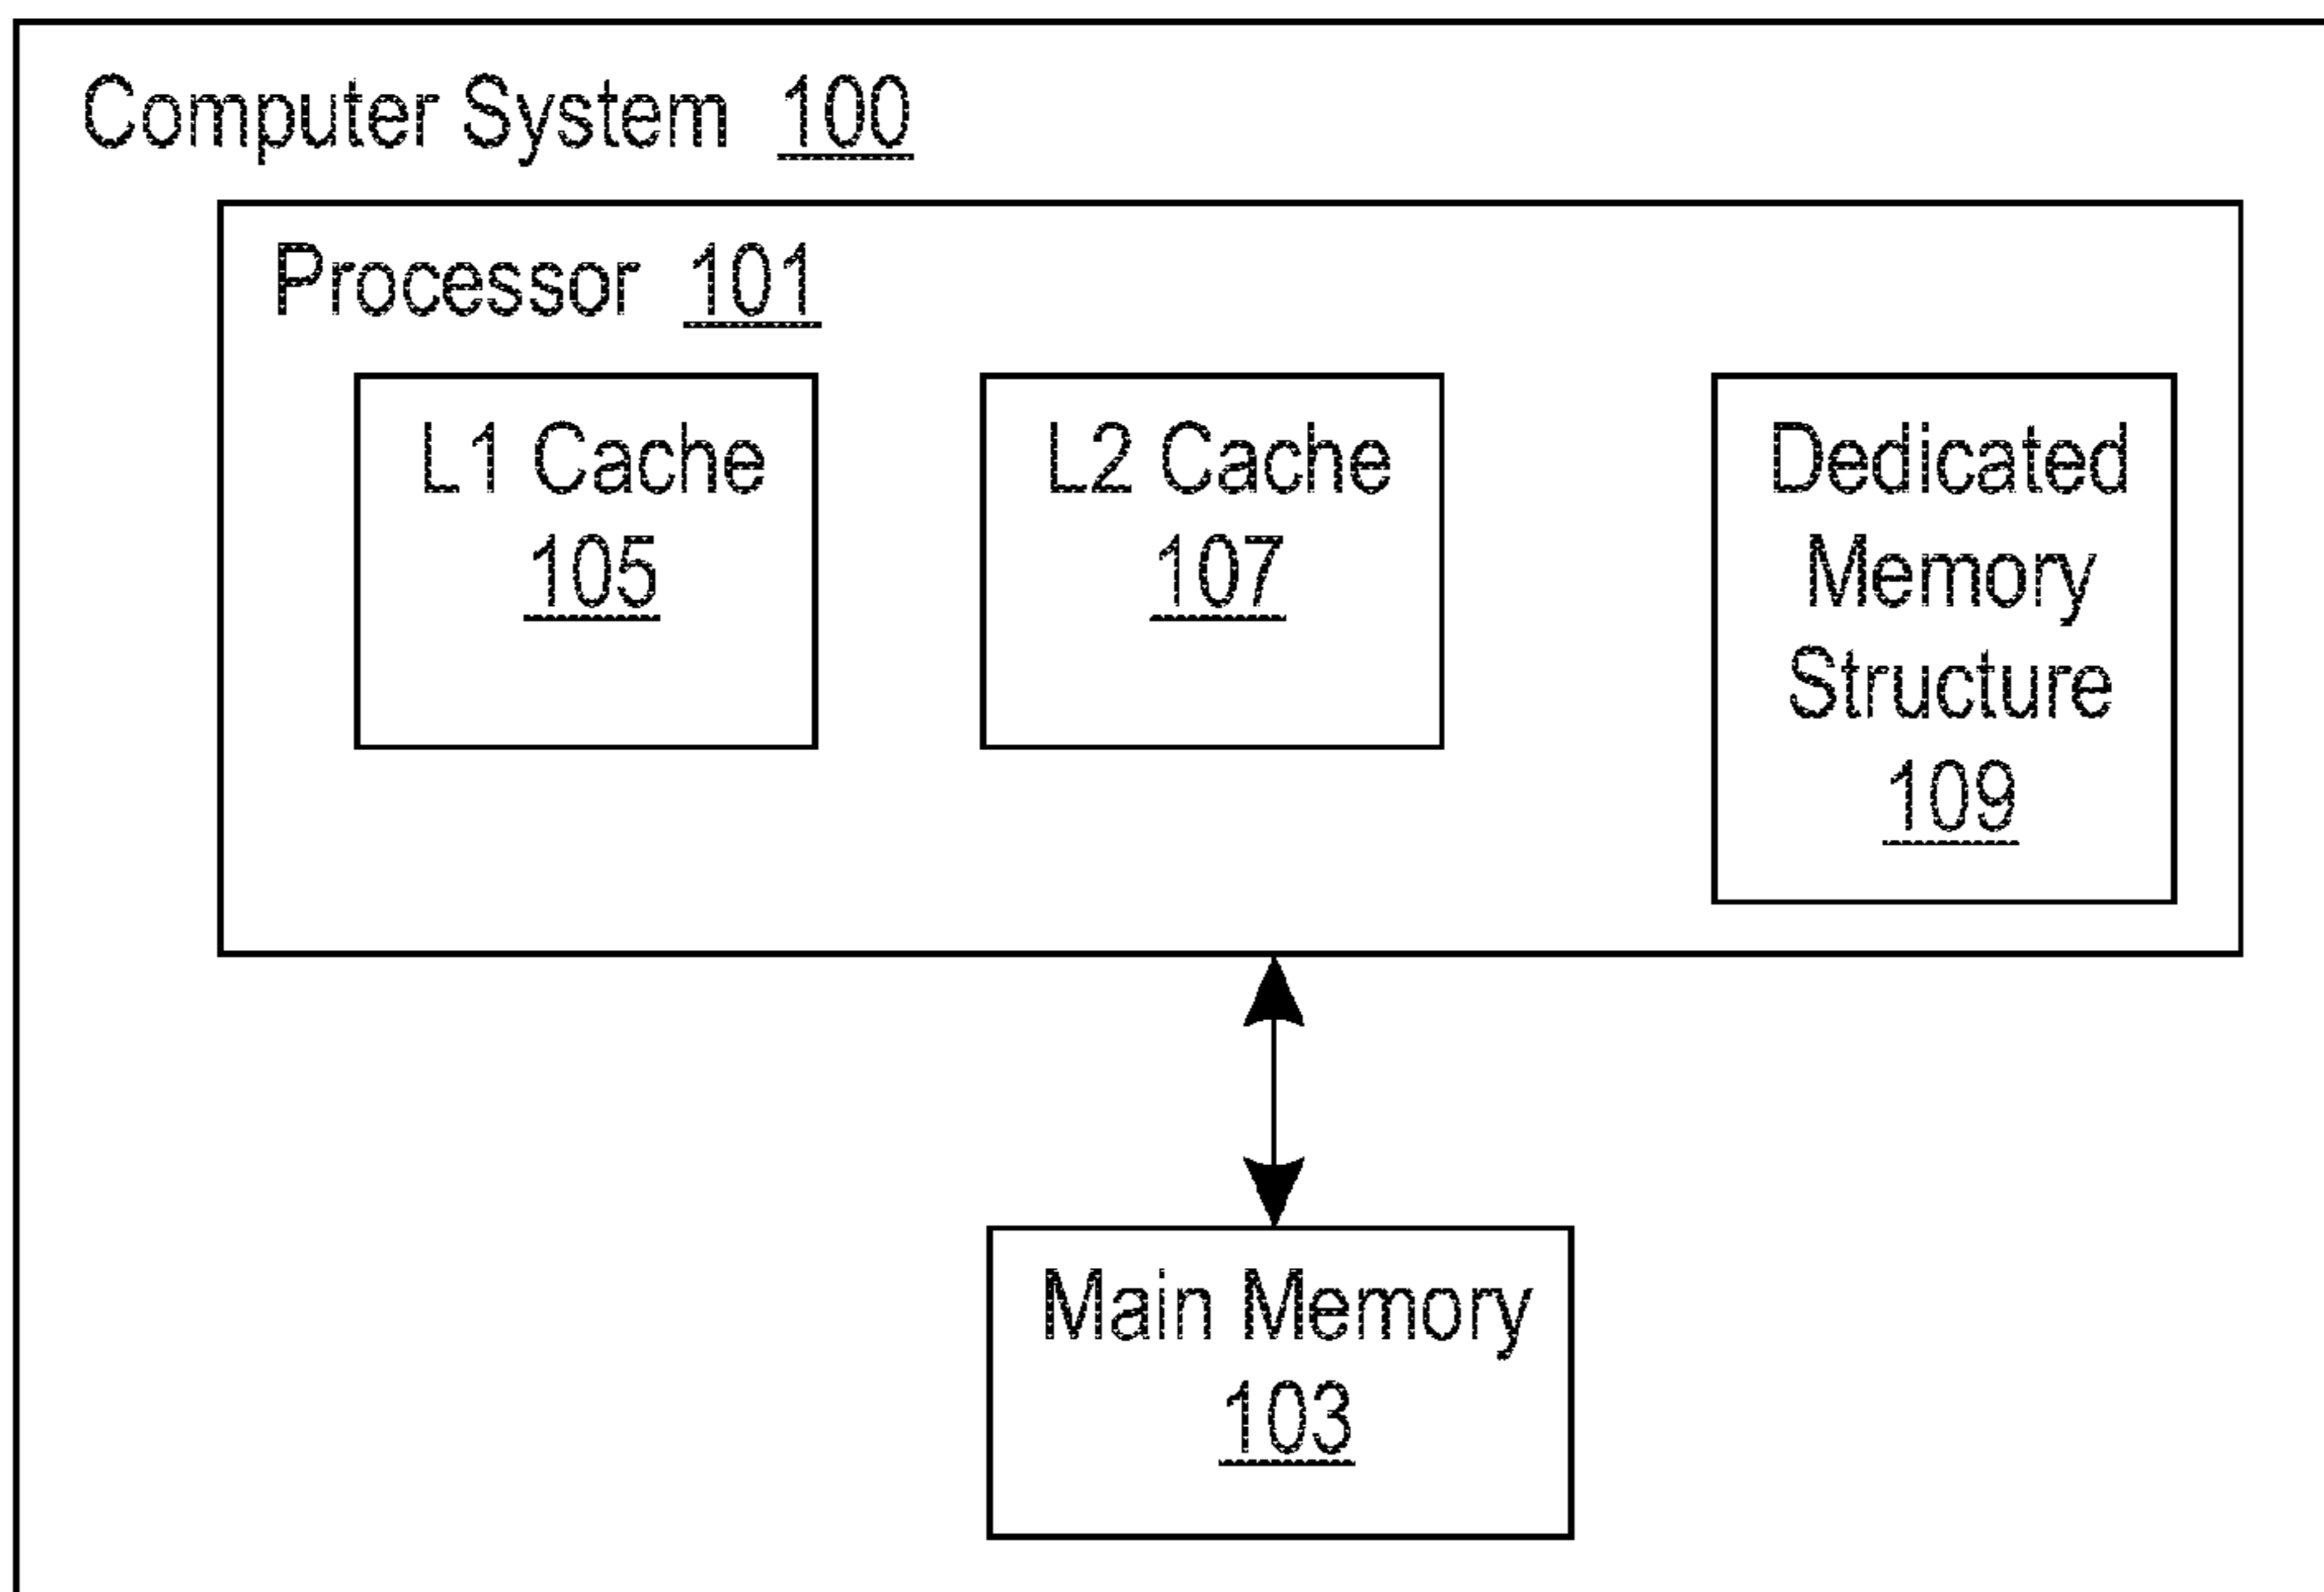 Computer System 100
Processor 101
L1 Cache
105
L2 Cache
107
Dedicated
Memory
Structure
109
Main Memory
103